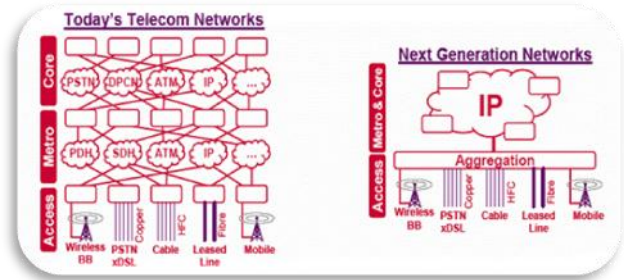 Today's Telecom Networks
Core
PSTN DPCN ATM IP ...
Metro
PDH SDH ATM IP ...
Access
Copper
HFC
Fibre
Wireless BB
PSTN xDSL
Cable
Leased Line
Mobile
Next Generation Networks
Metro & Core
IP
Access
Aggregation
Copper
HFC
Fibre
Wireless BB
PSTN xDSL
Cable
Leased Line
Mobile